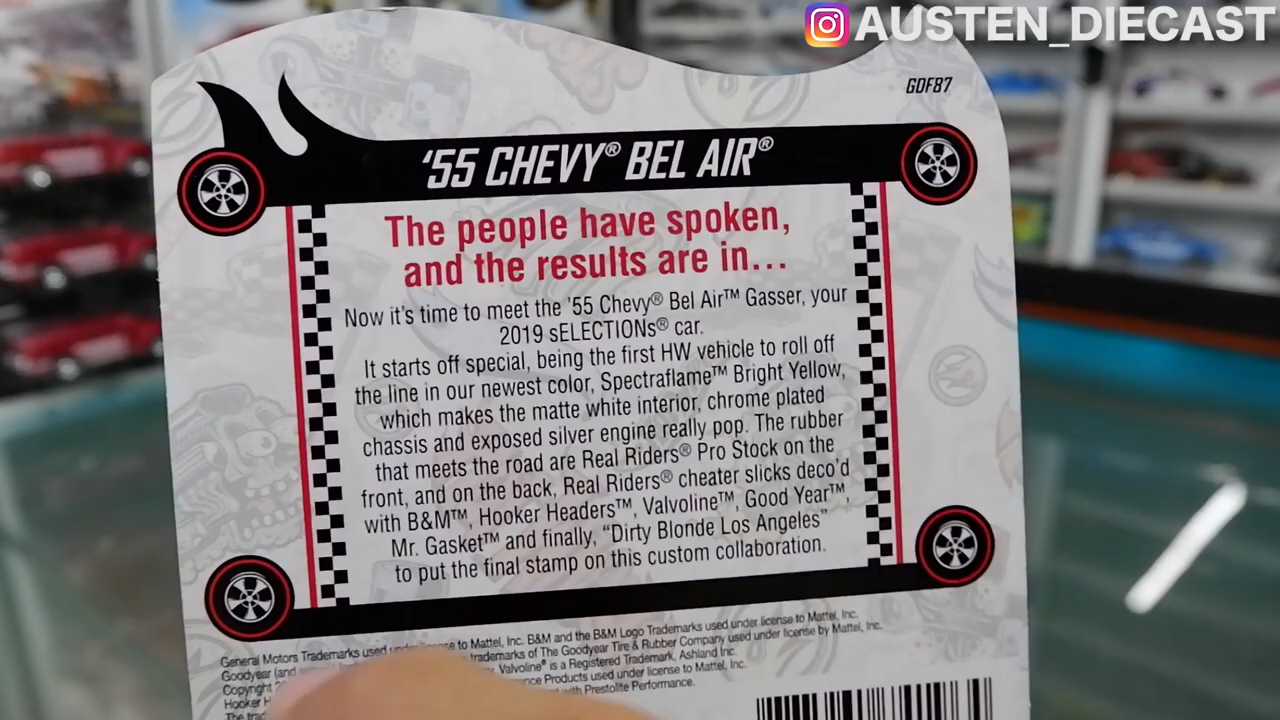 AUSTEN_DIECAST
GDF87
'55 CHEVY® BEL AIR®
The people have spoken,
and the results are in...
Now it's time to meet the '55 Chevy® Bel Air™ Gasser, your
2019 sELECTIONs® car.
It starts off special, being the first HW vehicle to roll off
the line in our newest color, Spectraflame™ Bright Yellow,
which makes the matte white interior, chrome plated
chassis and exposed silver engine really pop. The rubber
that meets the road are Real Riders® Pro Stock on the
front, and on the back, Real Riders® cheater slicks deco'd
with B&M™, Hooker Headers™, Valvoline™, Good Year™,
Mr. Gasket™ and finally, "Dirty Blonde Los Angeles"
to put the final stamp on this custom collaboration.
General Motors Trademarks used under license to Mattel, Inc. B&M and the B&M Logo Trademarks used under license to Mattel, Inc.
Goodyear (and trademarks of The Goodyear Tire & Rubber Company used under license by Mattel, Inc.
Copyright Valvoline® is a Registered Trademark, Ashland Inc.
Hooker Products used under license to Mattel, Inc.
The with Prestolite Performance.